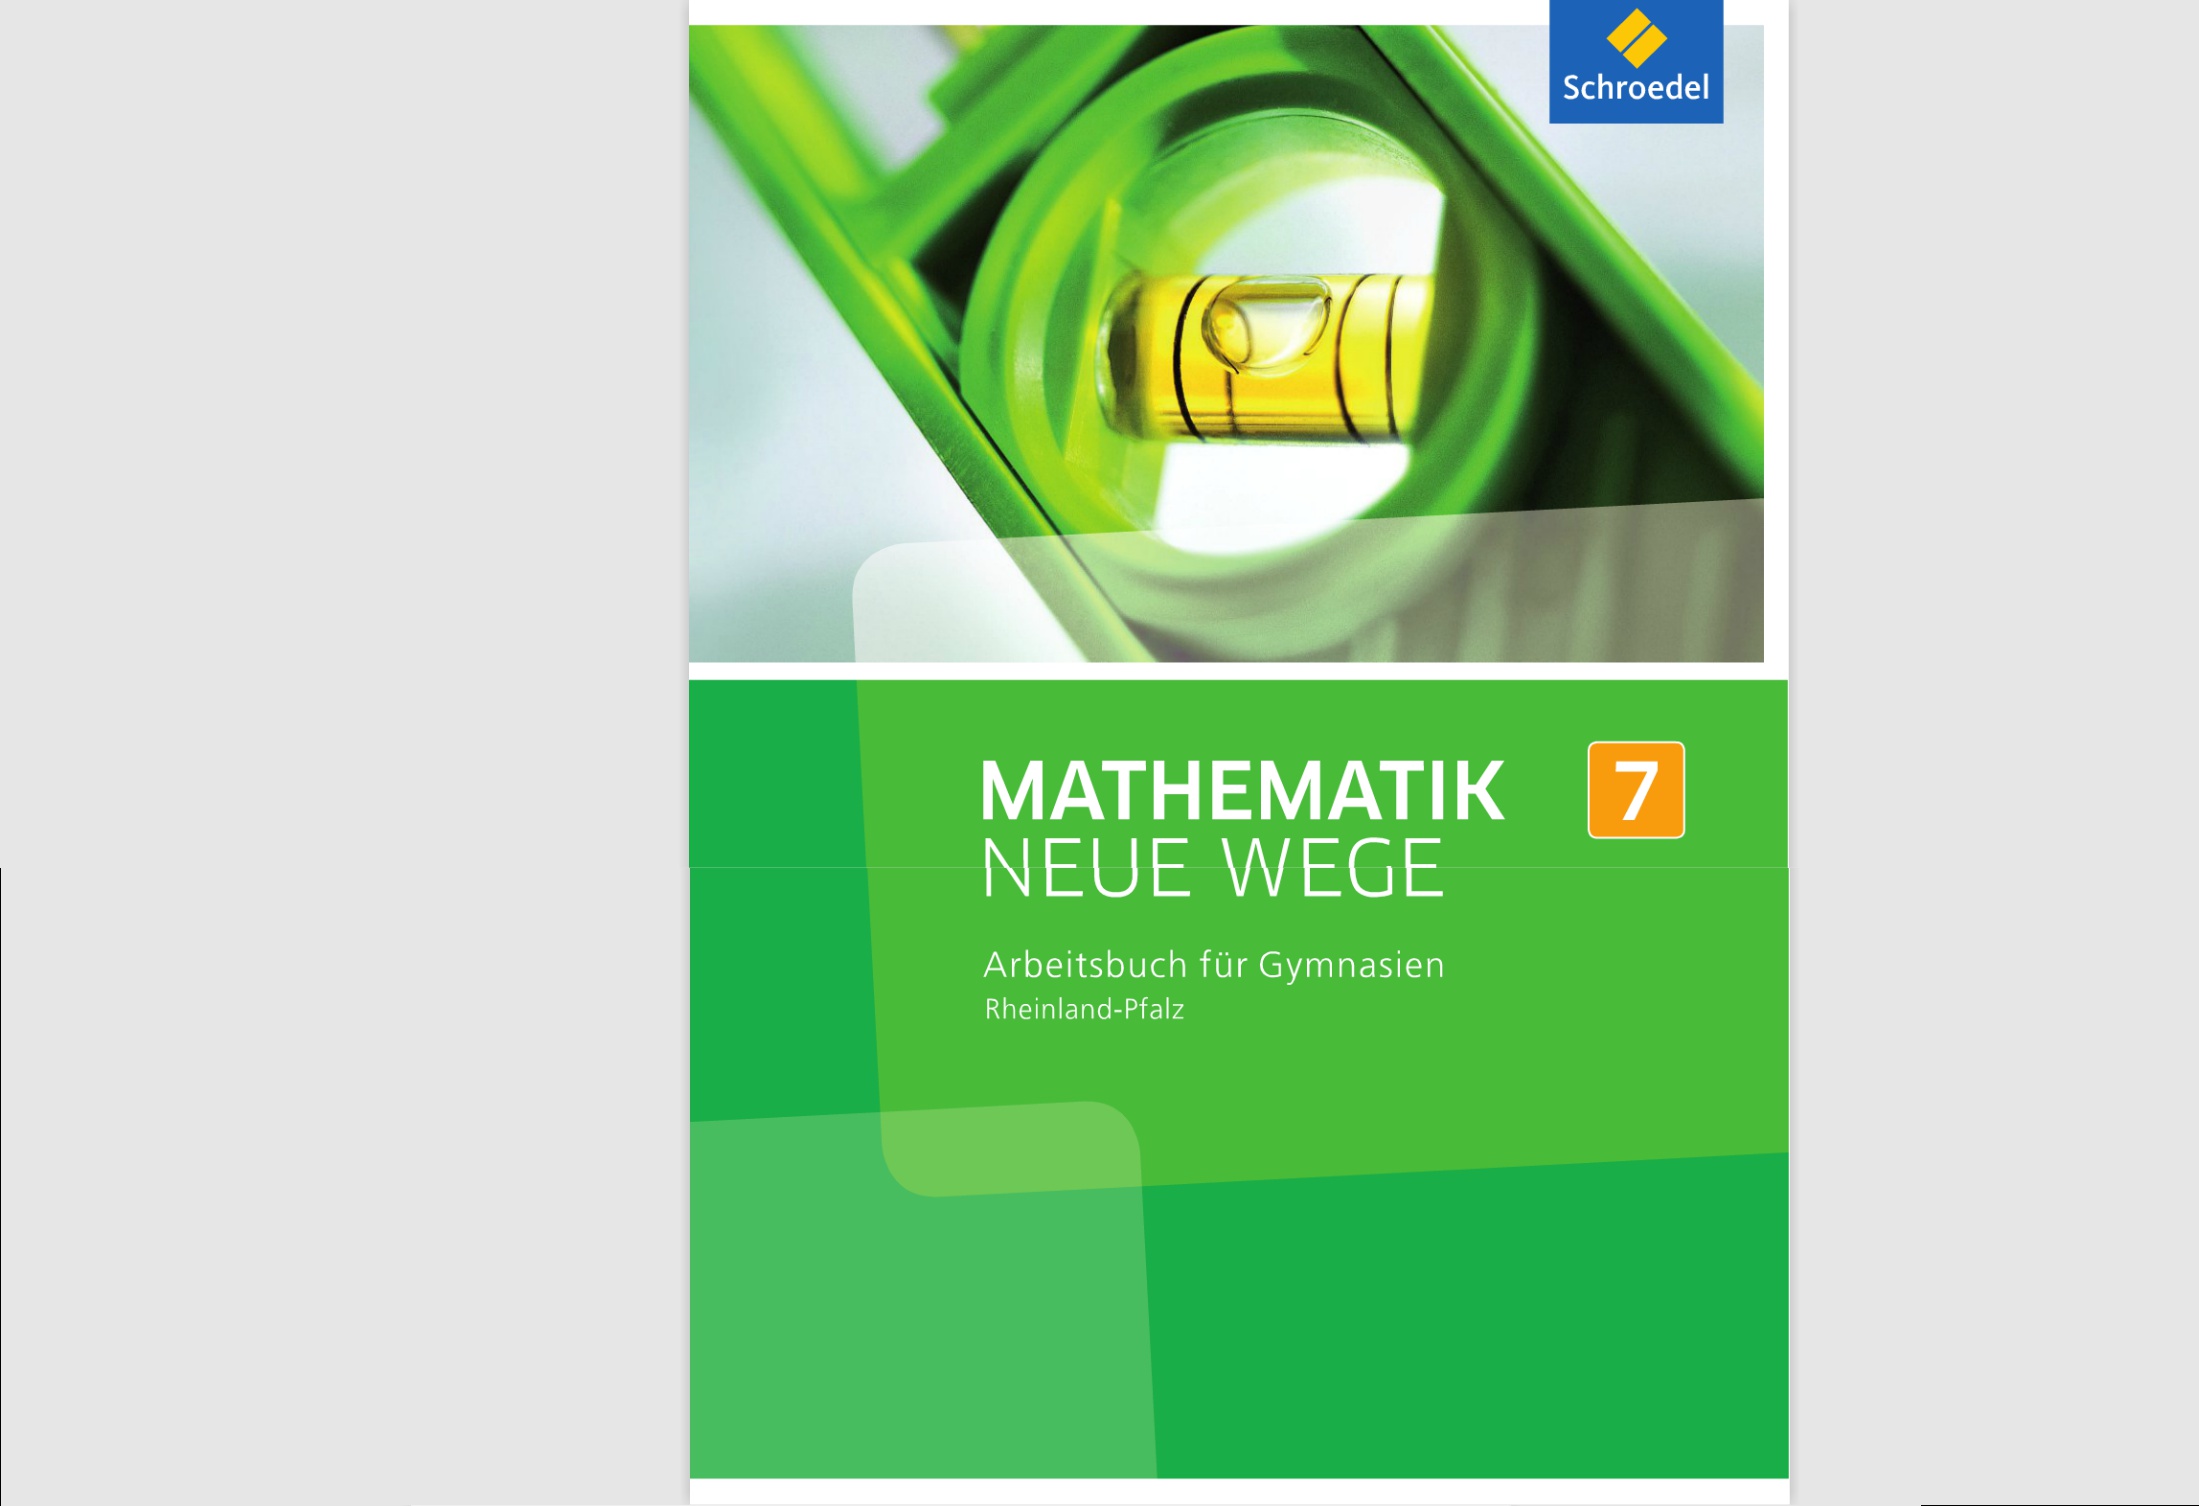 Schroedel
MATHEMATIK 7
NEUE WEGE
Arbeitsbuch für Gymnasien
Rheinland-Pfalz